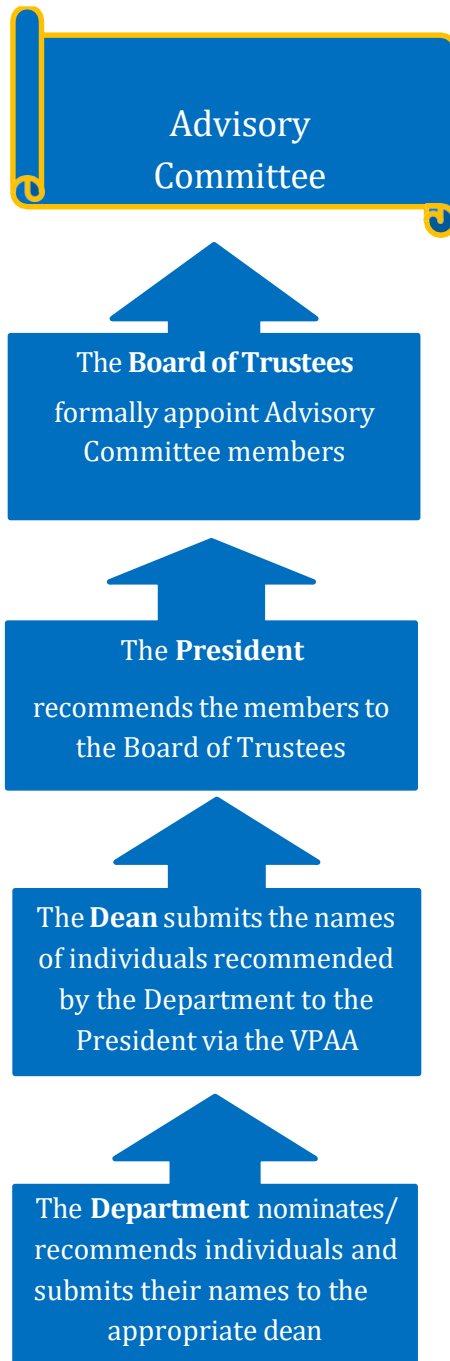 Advisory
Committee
The Board of Trustees
formally appoint Advisory
Committee members
The President
recommends the members to
the Board of Trustees
The Dean submits the names
of individuals recommended
by the Department to the
President via the VPAA
The Department nominates/
recommends individuals and
submits their names to the
appropriate dean